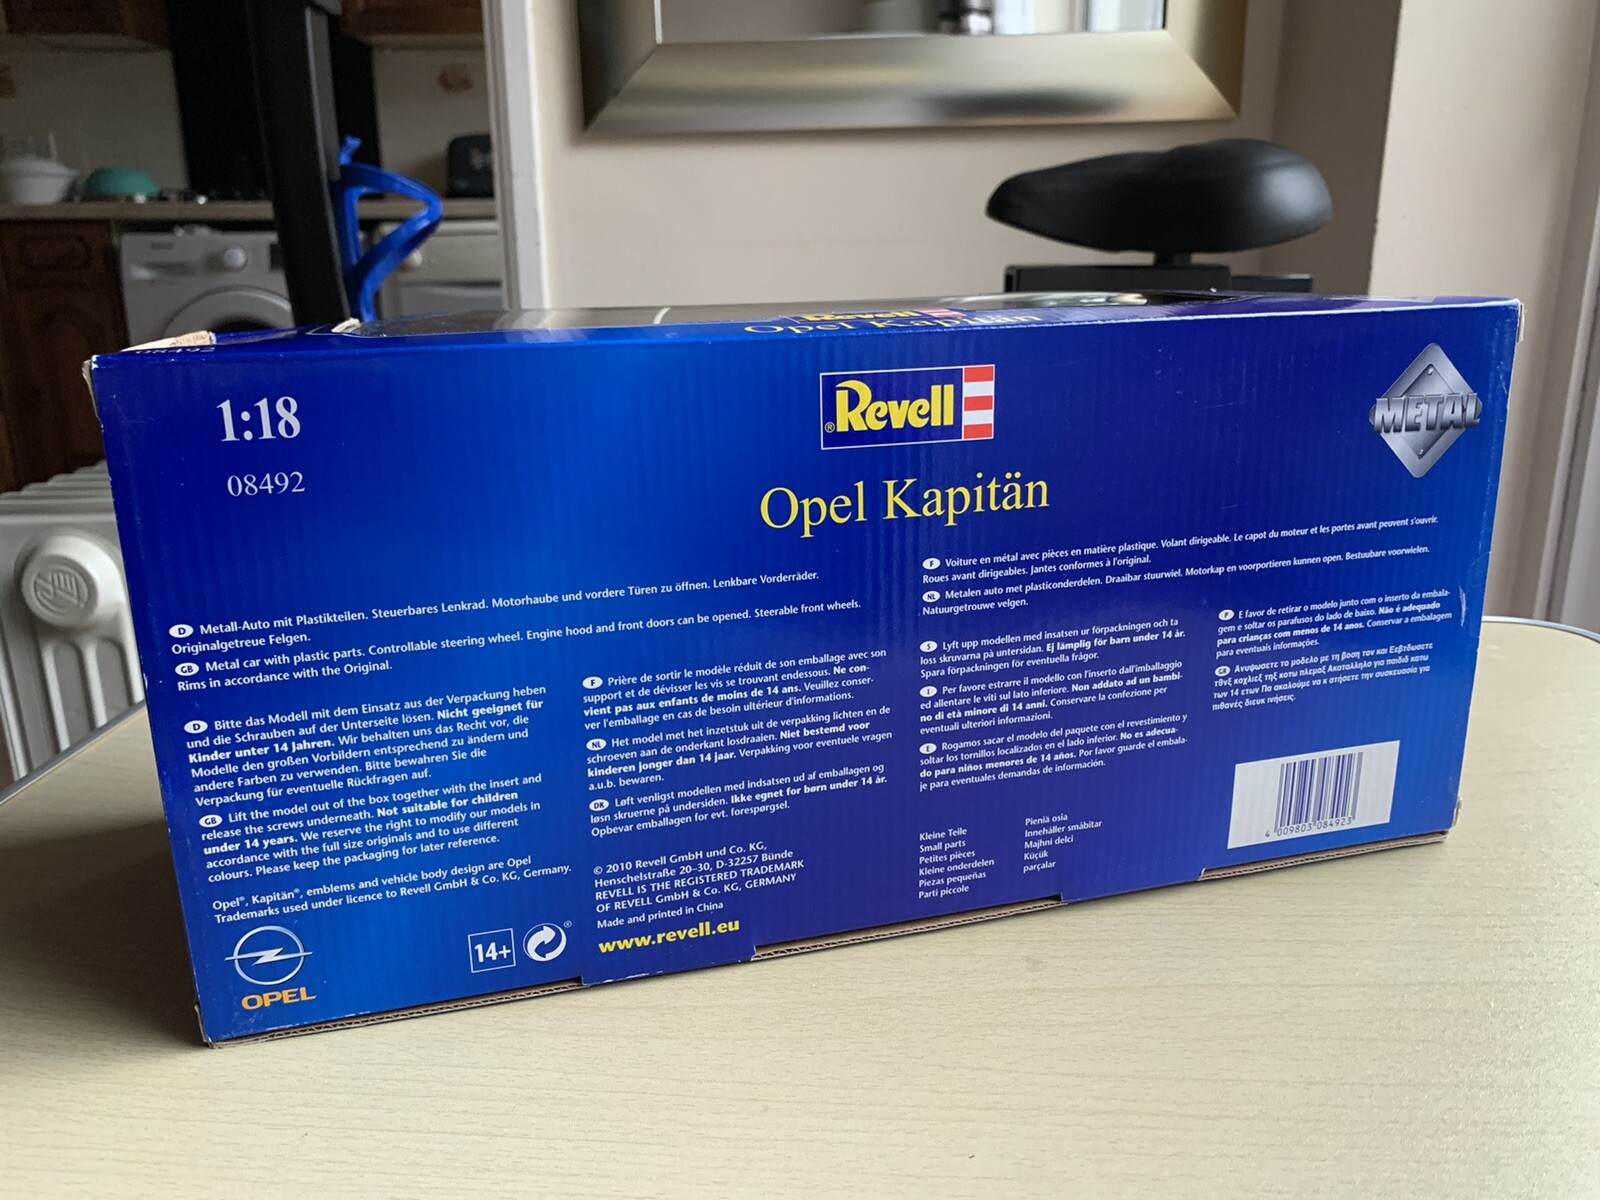 Revell
Opel Kapitän
08492
1:18
08492
® Revell
METAL
Opel Kapitän
D Metall-Auto mit Plastikteilen. Steuerbares Lenkrad. Motorhaube und vordere Türen zu öffnen. Lenkbare Vorderräder.
Originalgetreue Felgen.
GB Metal car with plastic parts. Controllable steering wheel. Engine hood and front doors can be opened. Steerable front wheels.
Rims in accordance with the Original.
F Voiture en métal avec pièces en matière plastique. Volant dirigeable. Le capot du moteur et les portes avant peuvent s'ouvrir.
Roues avant dirigeables. Jantes conformes à l'original.
NL Metalen auto met plasticonderdelen. Draaibar stuurwiel. Motorkap en voorportieren kunnen open. Bestuubare voorwielen.
Natuurgetrouwe velgen.
D Bitte das Modell mit dem Einsatz aus der Verpackung heben
und die Schrauben auf der Unterseite lösen. Nicht geeignet für
Kinder unter 14 Jahren. Wir behalten uns das Recht vor, die
Modelle den großen Vorbildern entsprechend zu ändern und
andere Farben zu verwenden. Bitte bewahren Sie die
Verpackung für eventuelle Rückfragen auf.
GB Lift the model out of the box together with the insert and
release the screws underneath. Not suitable for children
under 14 years. We reserve the right to modify our models in
accordance with the full size originals and to use different
colours. Please keep the packaging for later reference.
Opel®, Kapitän®, emblems and vehicle body design are Opel
Trademarks used under licence to Revell GmbH & Co. KG, Germany.
OPEL
14+
®
F Prière de sortir le modèle réduit de son emballage avec son
support et de dévisser les vis se trouvant endessous. Ne con-
vient pas aux enfants de moins de 14 ans. Veuillez conser-
ver l'emballage en cas de besoin ultérieur d'informations.
NL Het model met het inzetstuk uit de verpakking lichten en de
schroeven aan de onderkant losdraaien. Niet bestemd voor
kinderen jonger dan 14 jaar. Verpakking voor eventuele vragen
a.u.b. bewaren.
DK Løft venligst modellen med indsatsen ud af emballagen og
løsn skruerne på undersiden. Ikke egnet for børn under 14 år.
Opbevar emballagen for evt. forespørgsel.
© 2010 Revell GmbH und Co. KG,
Henschelstraße 20-30, D-32257 Bünde
REVELL IS THE REGISTERED TRADEMARK
OF REVELL GmbH & Co. KG, GERMANY
Made and printed in China
www.revell.eu
S Lyft upp modellen med insatsen ur förpackningen och ta
loss skruvarna på untersidan. Ej lämplig för barn under 14 år.
Spara förpackningen för eventuella frågor.
I Per favore estrarre il modello con l'inserto dall'imballaggio
ed allentare le viti sul lato inferiore. Non addato ad un bambi-
no di età minore di 14 anni. Conservare la confezione per
eventuali ulteriori informazioni.
E Rogamos sacar el modelo del paquete con el revestimiento y
soltar los tornillos localizados en el lado inferior. No es adecua-
do para niños menores de 14 años. Por favor guarde el embala-
je para eventuales demandas de información.
Kleine Teile
Small parts
Petites pièces
Kleine onderdelen
Piezas pequeñas
Parti piccole
Pieniä osia
Innehåller småbitar
Majhni delci
Küçük
parçalar
P E favor de retirar o modelo junto com o inserto da embala-
gem e soltar os parafusos do lado de baixo. Não é adequado
para crianças com menos de 14 anos. Conservar a embalagem
para eventuais informações.
4 009803 084923